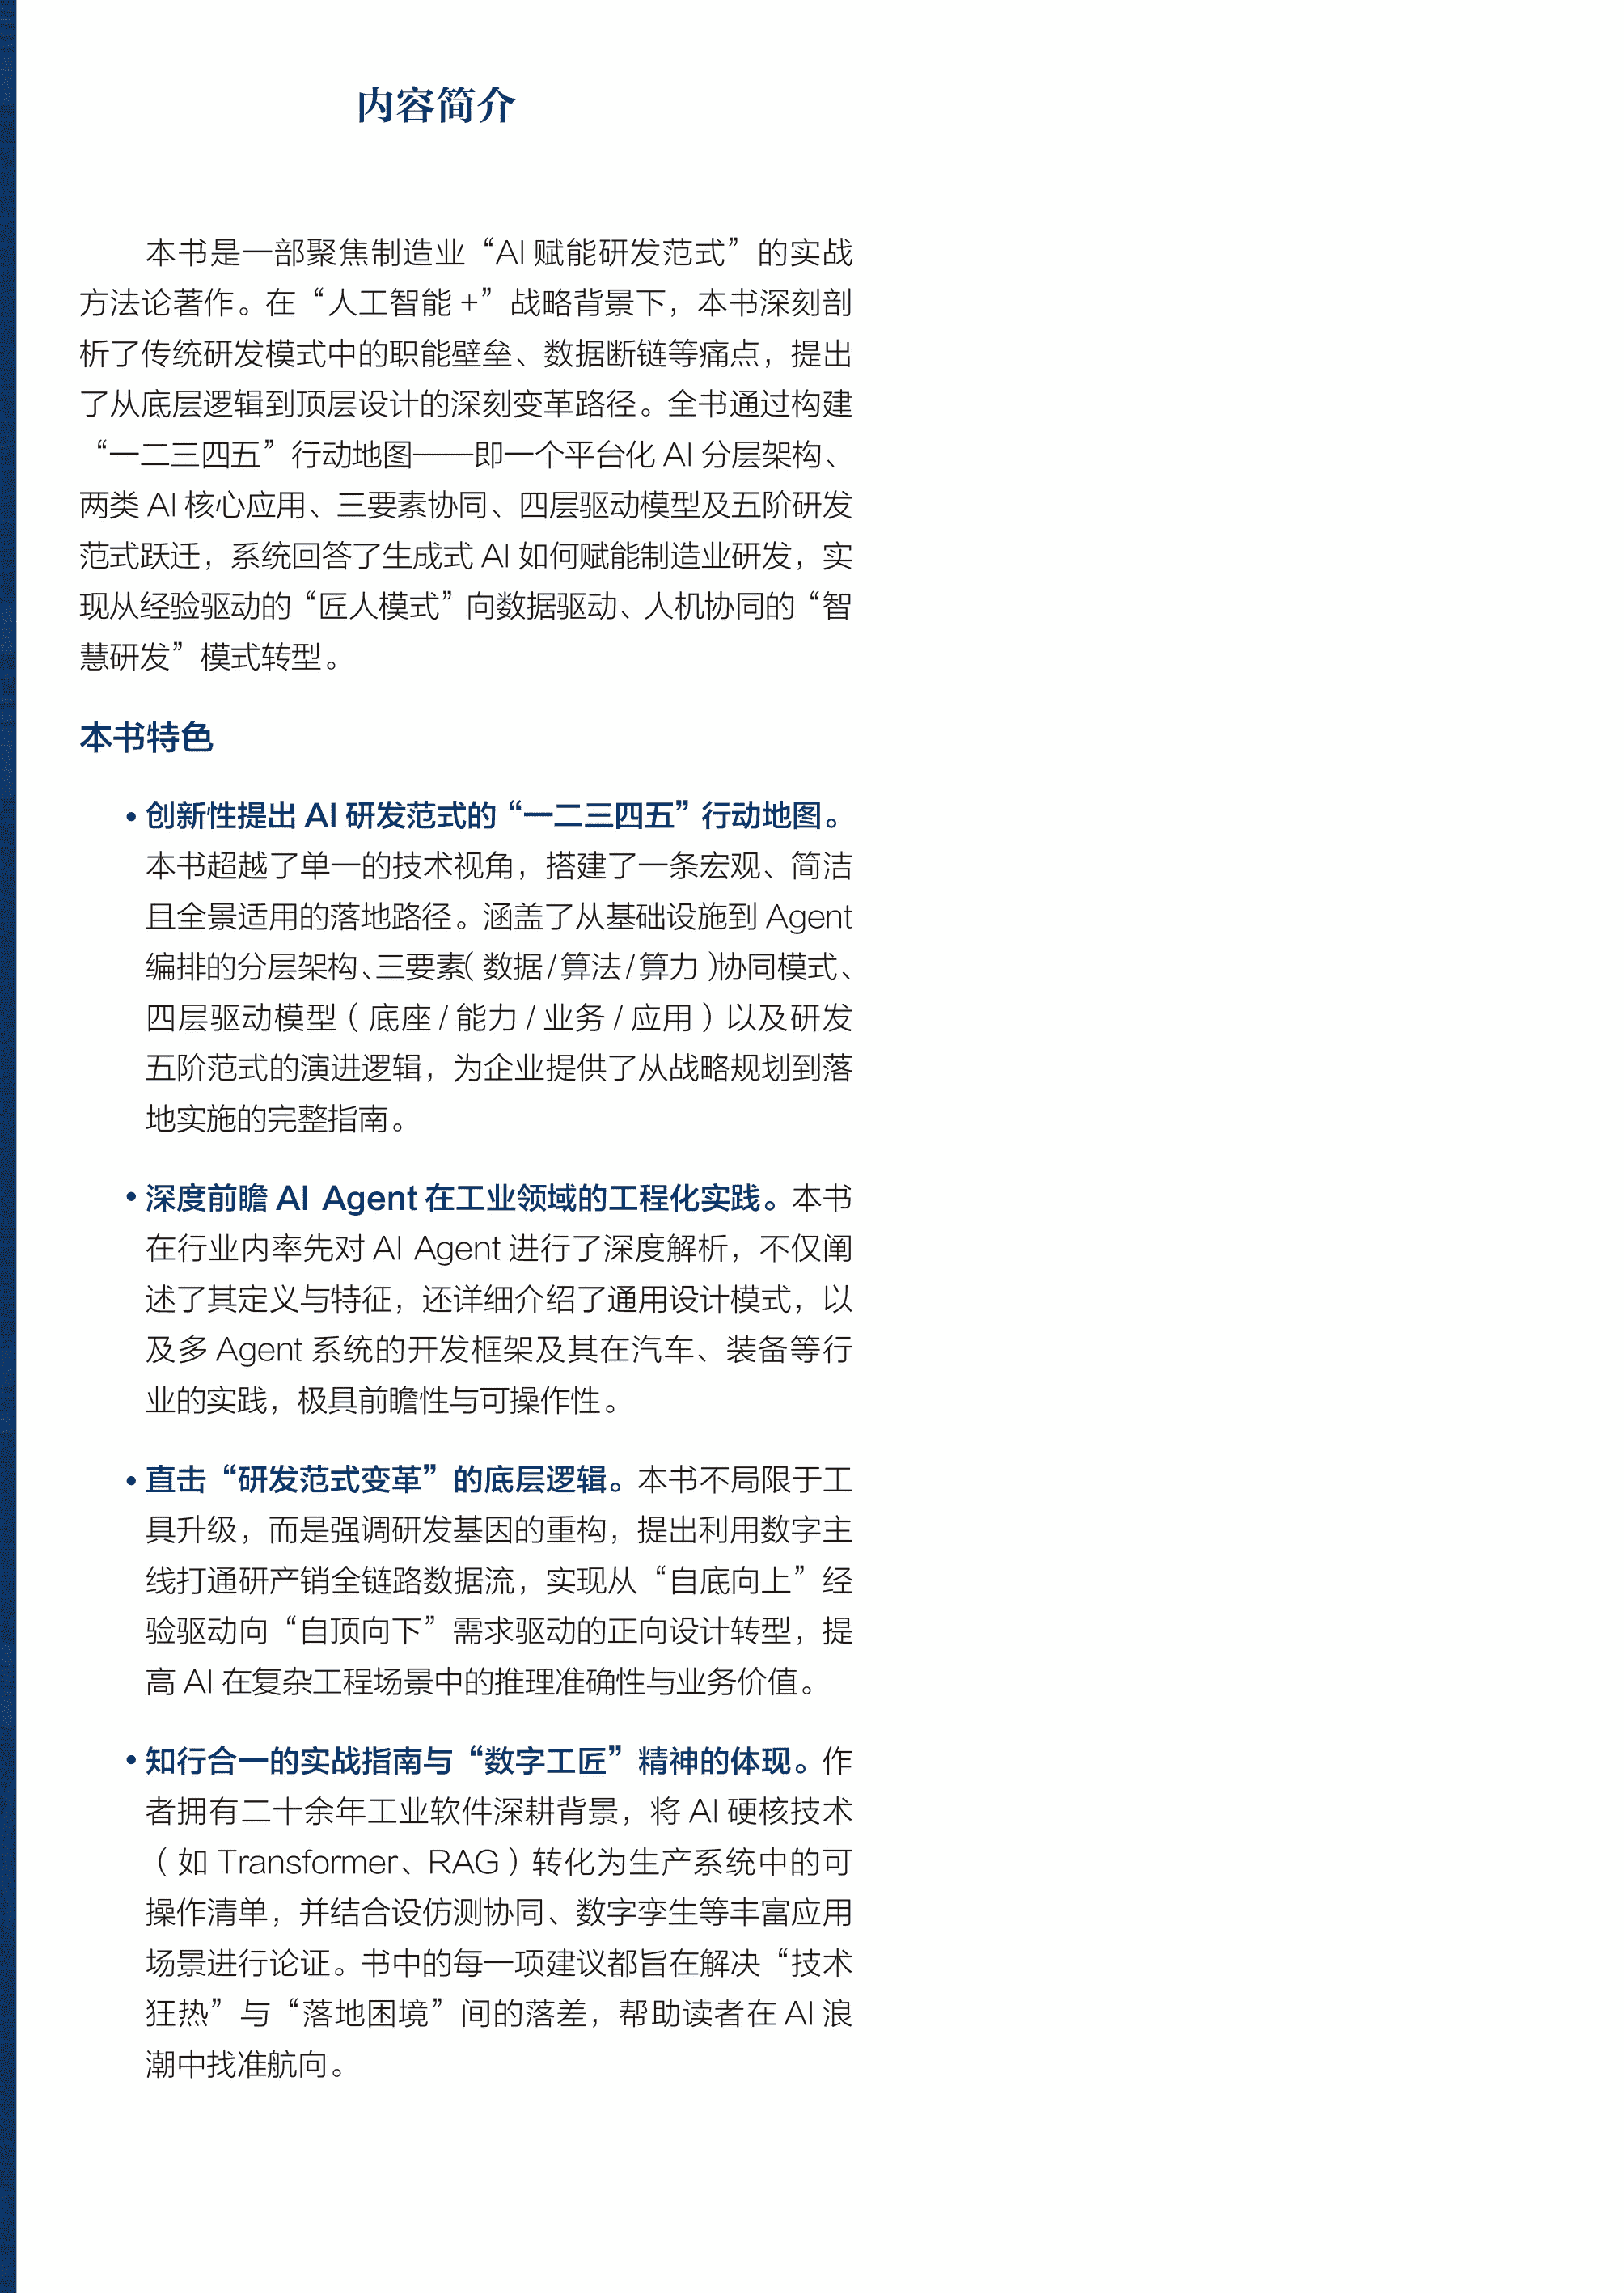 内容简介
本书是一部聚焦制造业“AI 赋能研发范式”的实战
方法论著作。在“人工智能 +”战略背景下，本书深刻剖
析了传统研发模式中的职能壁垒、数据断链等痛点，提出
了从底层逻辑到顶层设计的深刻变革路径。全书通过构建
“一二三四五”行动地图——即一个平台化 AI 分层架构、
两类 AI 核心应用、三要素协同、四层驱动模型及五阶研发
范式跃迁，系统回答了生成式 AI 如何赋能制造业研发，实
现从经验驱动的“匠人模式”向数据驱动、人机协同的“智
慧研发”模式转型。
本书特色
• 创新性提出 AI 研发范式的“一二三四五”行动地图。
本书超越了单一的技术视角，搭建了一条宏观、简洁
且全景适用的落地路径。涵盖了从基础设施到 Agent
编排的分层架构、三要素（数据 / 算法 / 算力）协同模式、
四层驱动模型（底座 / 能力 / 业务 / 应用）以及研发
五阶范式的演进逻辑，为企业提供了从战略规划到落
地实施的完整指南。
• 深度前瞻 AI Agent 在工业领域的工程化实践。本书
在行业内率先对 AI Agent 进行了深度解析，不仅阐
述了其定义与特征，还详细介绍了通用设计模式，以
及多 Agent 系统的开发框架及其在汽车、装备等行
业的实践，极具前瞻性与可操作性。
• 直击“研发范式变革”的底层逻辑。本书不局限于工
具升级，而是强调研发基因的重构，提出利用数字主
线打通研产销全链路数据流，实现从“自底向上”经
验驱动向“自顶向下”需求驱动的正向设计转型，提
高 AI 在复杂工程场景中的推理准确性与业务价值。
• 知行合一的实战指南与“数字工匠”精神的体现。作
者拥有二十余年工业软件深耕背景，将 AI 硬核技术
（如 Transformer、RAG）转化为生产系统中的可
操作清单，并结合设仿测协同、数字孪生等丰富应用
场景进行论证。书中的每一项建议都旨在解决“技术
狂热”与“落地困境”间的落差，帮助读者在 AI 浪
潮中找准航向。